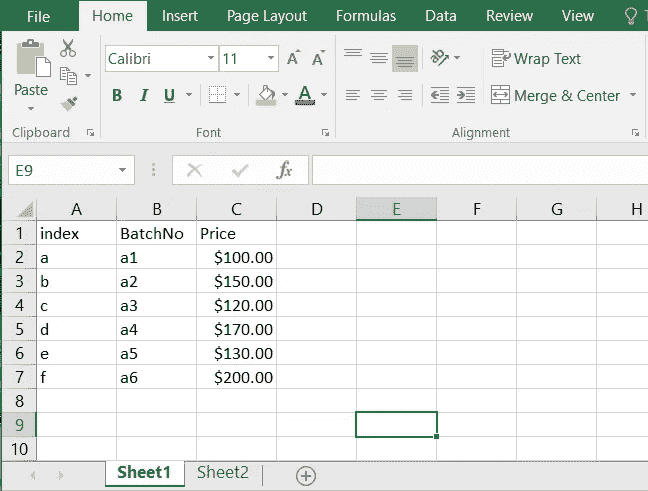 File Home Insert Page Layout Formulas Data Review View
Paste Calibri 11 A A Wrap Text
B I U A Merge & Center
Clipboard Font Alignment
E9 fx
A B C D E F G H
1 index BatchNo Price
2 a a1 $100.00
3 b a2 $150.00
4 c a3 $120.00
5 d a4 $170.00
6 e a5 $130.00
7 f a6 $200.00
8
9
10
Sheet1 Sheet2